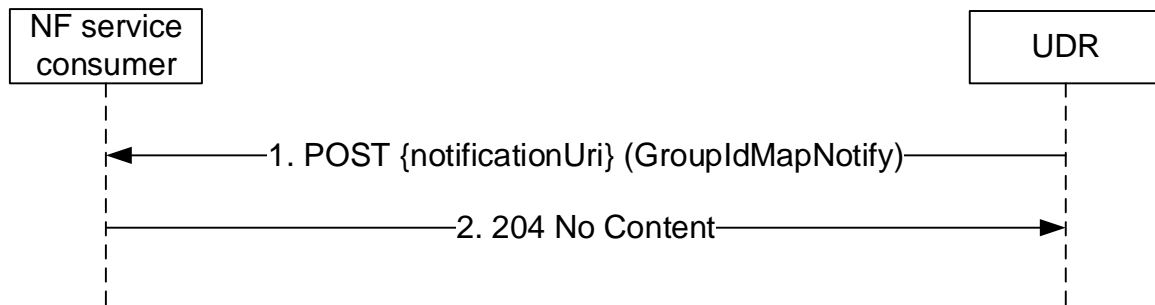 NF service
consumer
UDR
1. POST {notificationUri} (GroupIdMapNotify)
2. 204 No Content